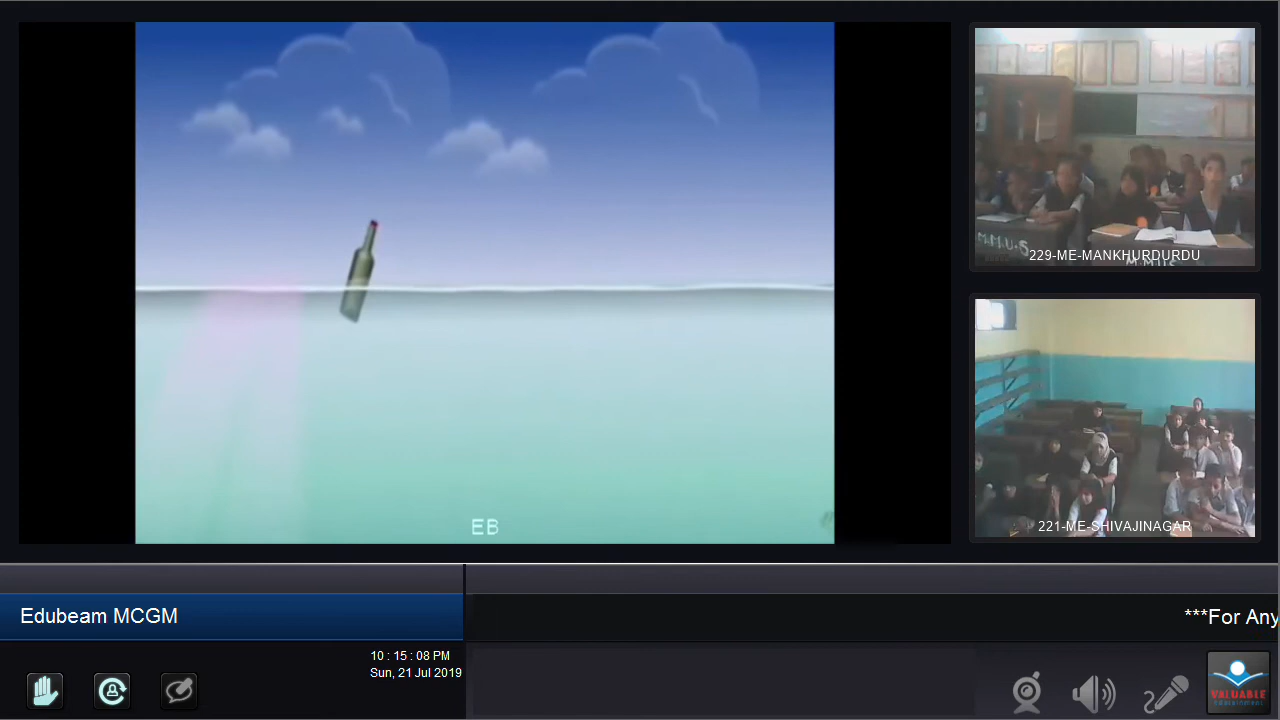 229-ME-MANKHURDURDU
M.M.U.S
M.M.U.S
EB
221-ME-SHIVAJINAGAR
Edubeam MCGM
***For Any
10 : 15 : 08 PM
Sun, 21 Jul 2019
VALUABLE
Edutainment